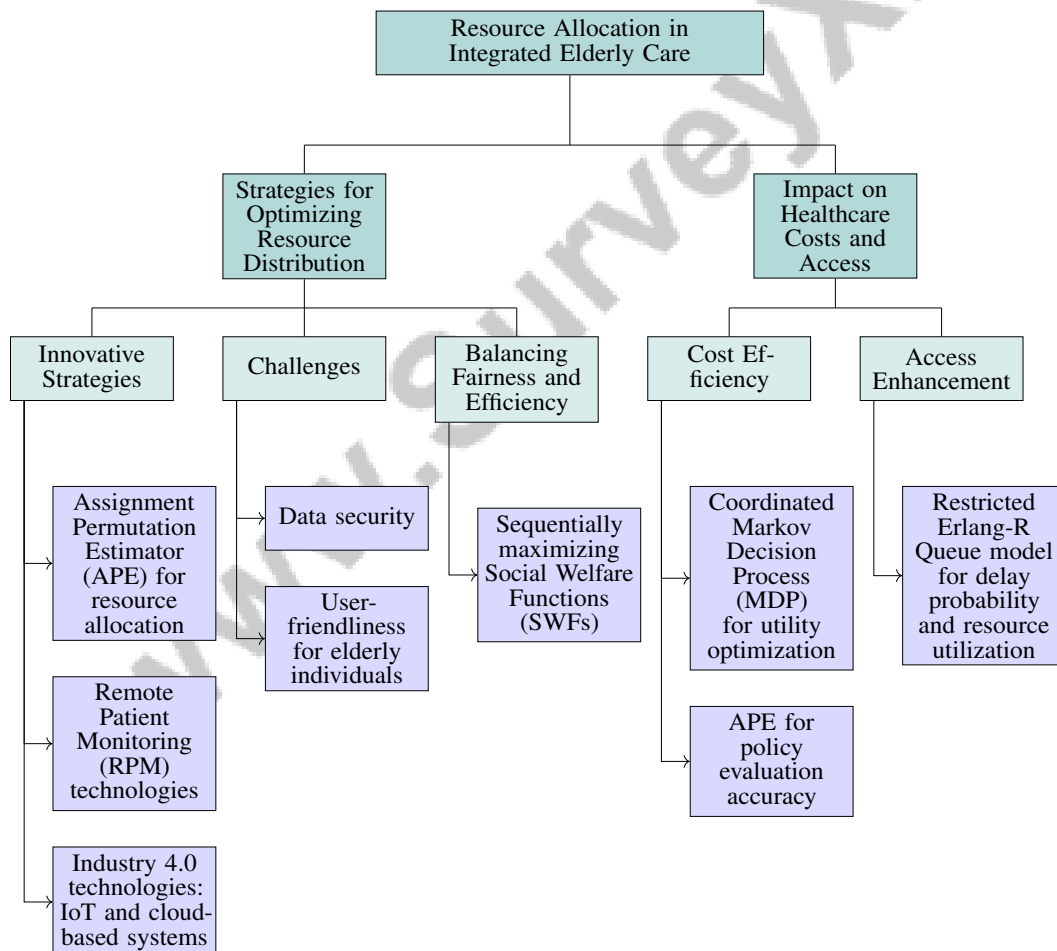 Resource Allocation in
Integrated Elderly Care
Strategies for
Optimizing
Resource
Distribution
Impact on
Healthcare
Costs and
Access
Innovative
Strategies
Challenges
Balancing
Fairness and
Efficiency
Cost Ef-
ficiency
Access
Enhancement
Assignment
Permutation
Estimator
(APE) for
resource
allocation
Remote
Patient
Monitoring
(RPM)
technologies
Industry 4.0
technologies:
IoT and cloud-
based systems
Data security
User-
friendliness
for elderly
individuals
Sequentially
maximizing
Social Welfare
Functions
(SWFs)
Coordinated
Markov
Decision
Process
(MDP)
for utility
optimization
APE for
policy
evaluation
accuracy
Restricted
Erlang-R
Queue model
for delay
probability
and resource
utilization
www.surveyx